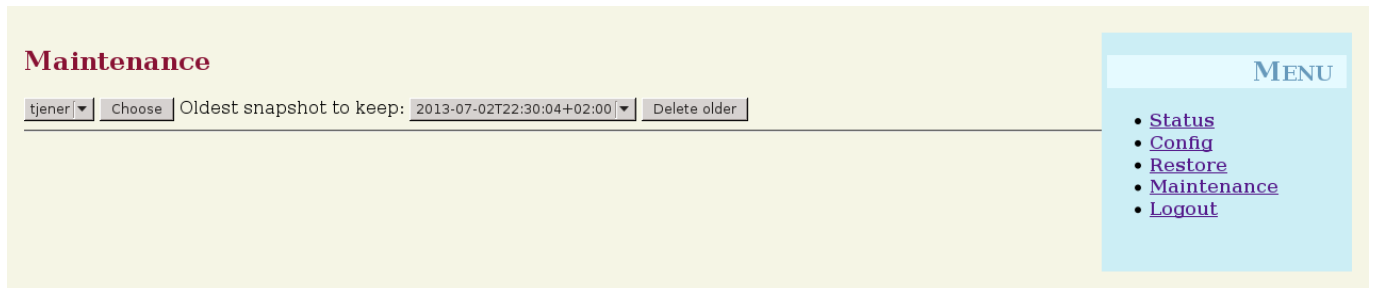 Maintenance
tjener Choose Oldest snapshot to keep: 2013-07-02T22:30:04+02:00 Delete older
MENU
Status
Config
Restore
Maintenance
Logout